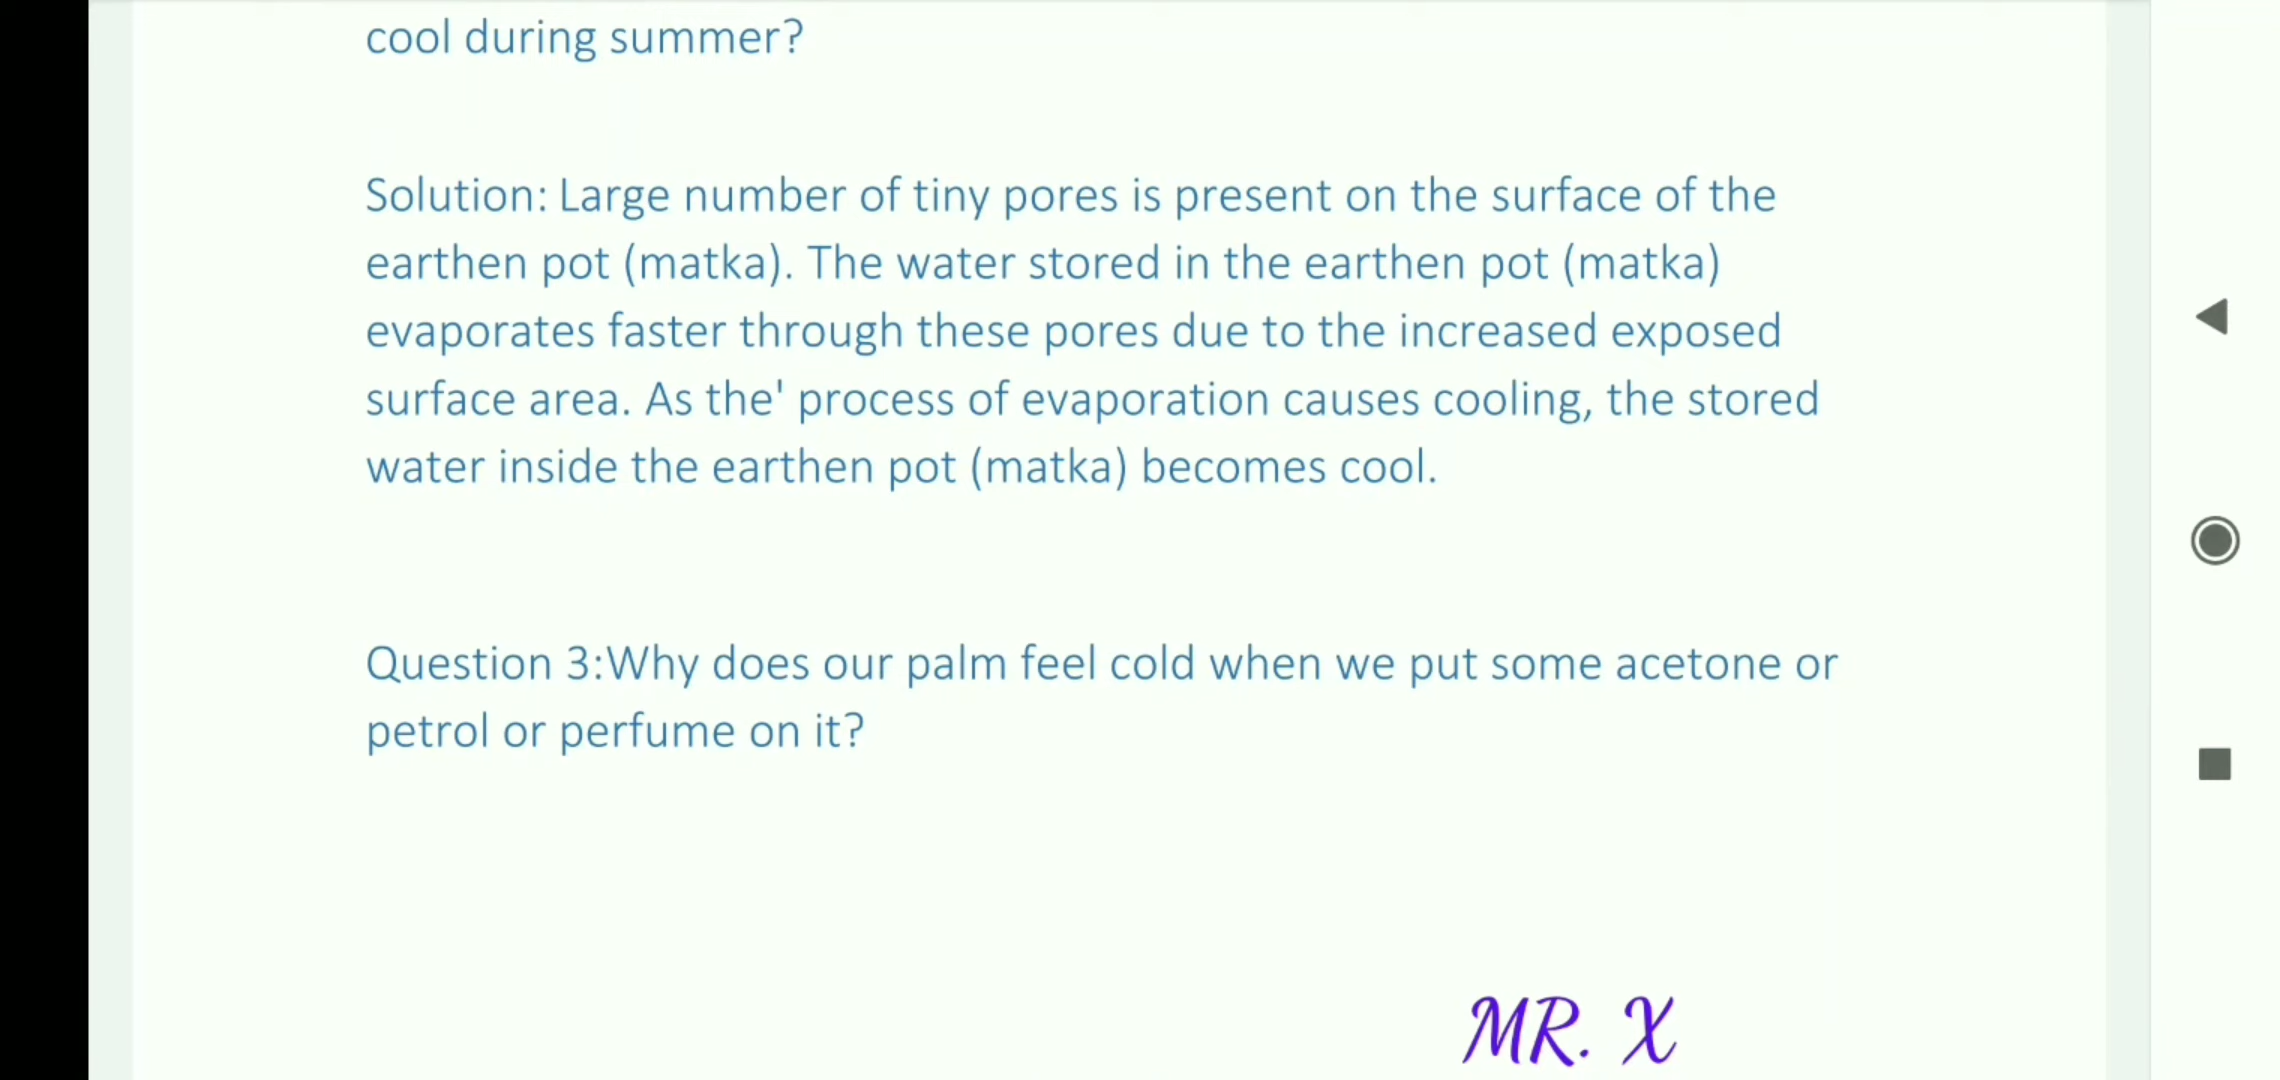 cool during summer?
Solution: Large number of tiny pores is present on the surface of the
earthen pot (matka). The water stored in the earthen pot (matka)
evaporates faster through these pores due to the increased exposed
surface area. As the' process of evaporation causes cooling, the stored
water inside the earthen pot (matka) becomes cool.
Question 3:Why does our palm feel cold when we put some acetone or
petrol or perfume on it?
MR. X